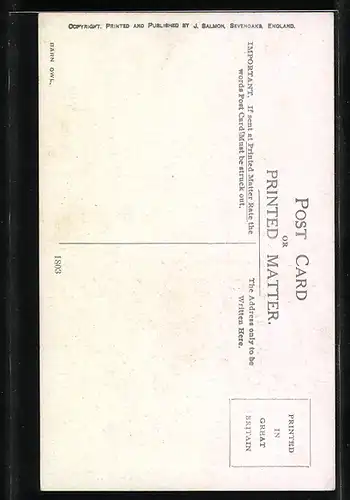 POST CARD
OR
PRINTED MATTER.
IMPORTANT. If sent at Printed Matter Rate the
words Post Card Must be struck out.
The Address only to be
Written Here.
PRINTED
IN
GREAT
BRITAIN
COPYRIGHT. PRINTED AND PUBLISHED BY J. SALMON, SEVENOAKS, ENGLAND.
BARN OWL.
1803